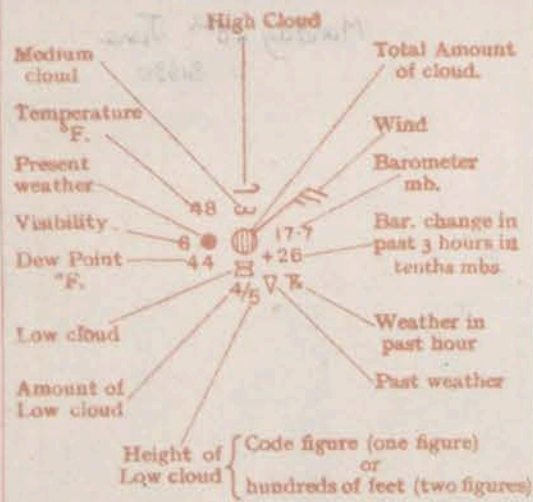 High Cloud
Medium
cloud
Total Amount
of cloud.
Temperature
°F.
Wind
Present
weather
Barometer
mb.
48
Visibility
6
17.9
Bar. change in
past 3 hours in
tenths mbs.
+26
Dew Point
°F.
44
4/5
Low cloud
Weather in
past hour
Amount of
Low cloud
Past weather
Height of
Low cloud
Code figure (one figure)
or
hundreds of feet (two figures)